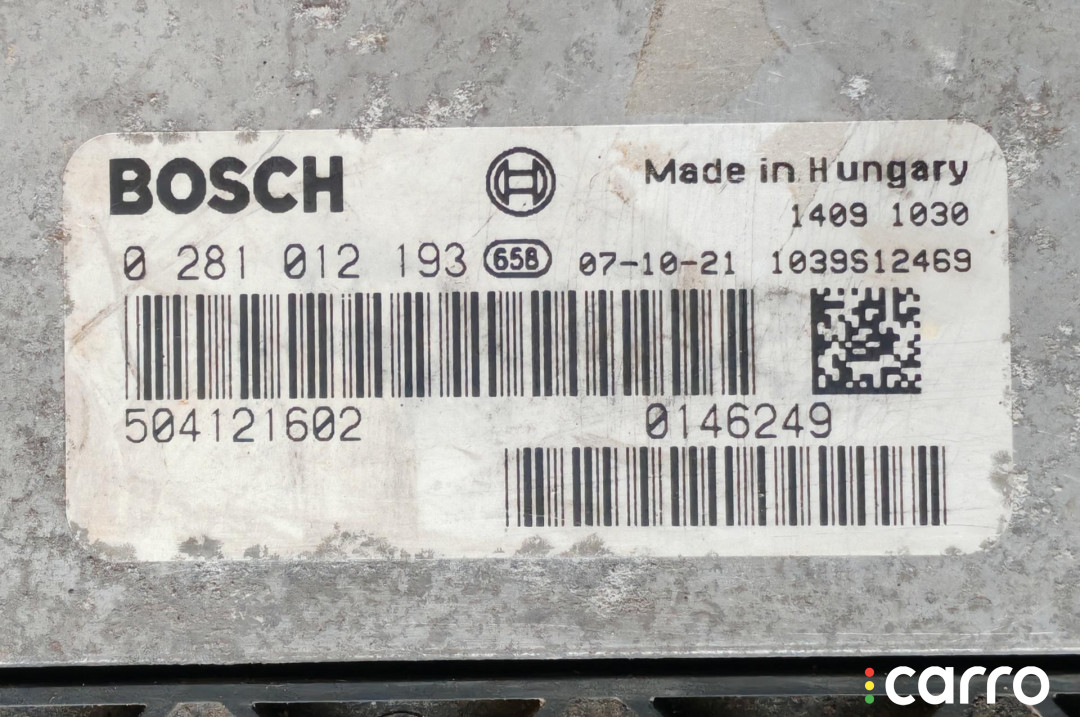 BOSCH
Made in Hungary
1409 1030
0 281 012 193 658 07-10-21 1039S12469
504121602 0146249
carro